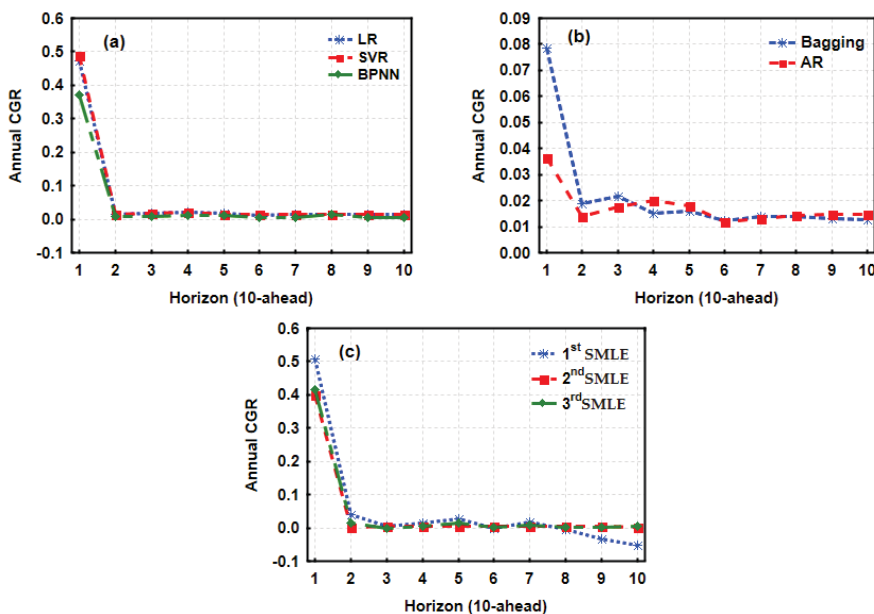 (a)
LR
SVR
BPNN
Annual CGR
0.6
0.5
0.4
0.3
0.2
0.1
0.0
-0.1
1 2 3 4 5 6 7 8 9 10
Horizon (10-ahead)
(b)
Bagging
AR
Annual CGR
0.09
0.08
0.07
0.06
0.05
0.04
0.03
0.02
0.01
0.00
1 2 3 4 5 6 7 8 9 10
Horizon (10-ahead)
(c)
1st SMLE
2nd SMLE
3rd SMLE
Annual CGR
0.6
0.5
0.4
0.3
0.2
0.1
0.0
-0.1
1 2 3 4 5 6 7 8 9 10
Horizon (10-ahead)